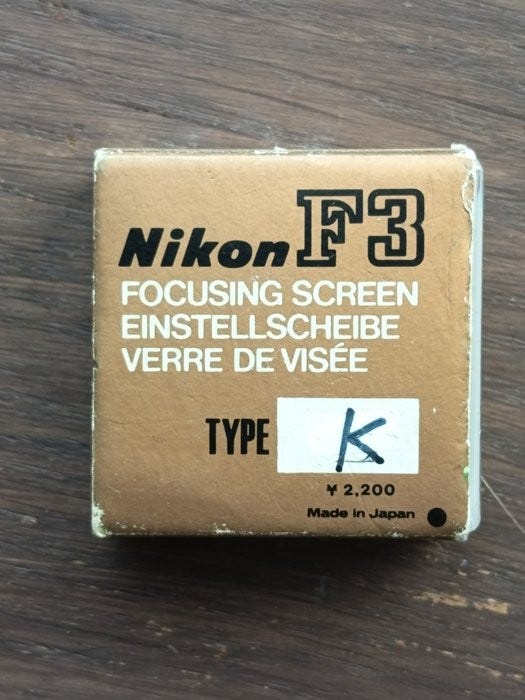 Nikon F3
FOCUSING SCREEN
EINSTELLSCHEIBE
VERRE DE VISÉE
TYPE K
¥ 2,200
Made in Japan